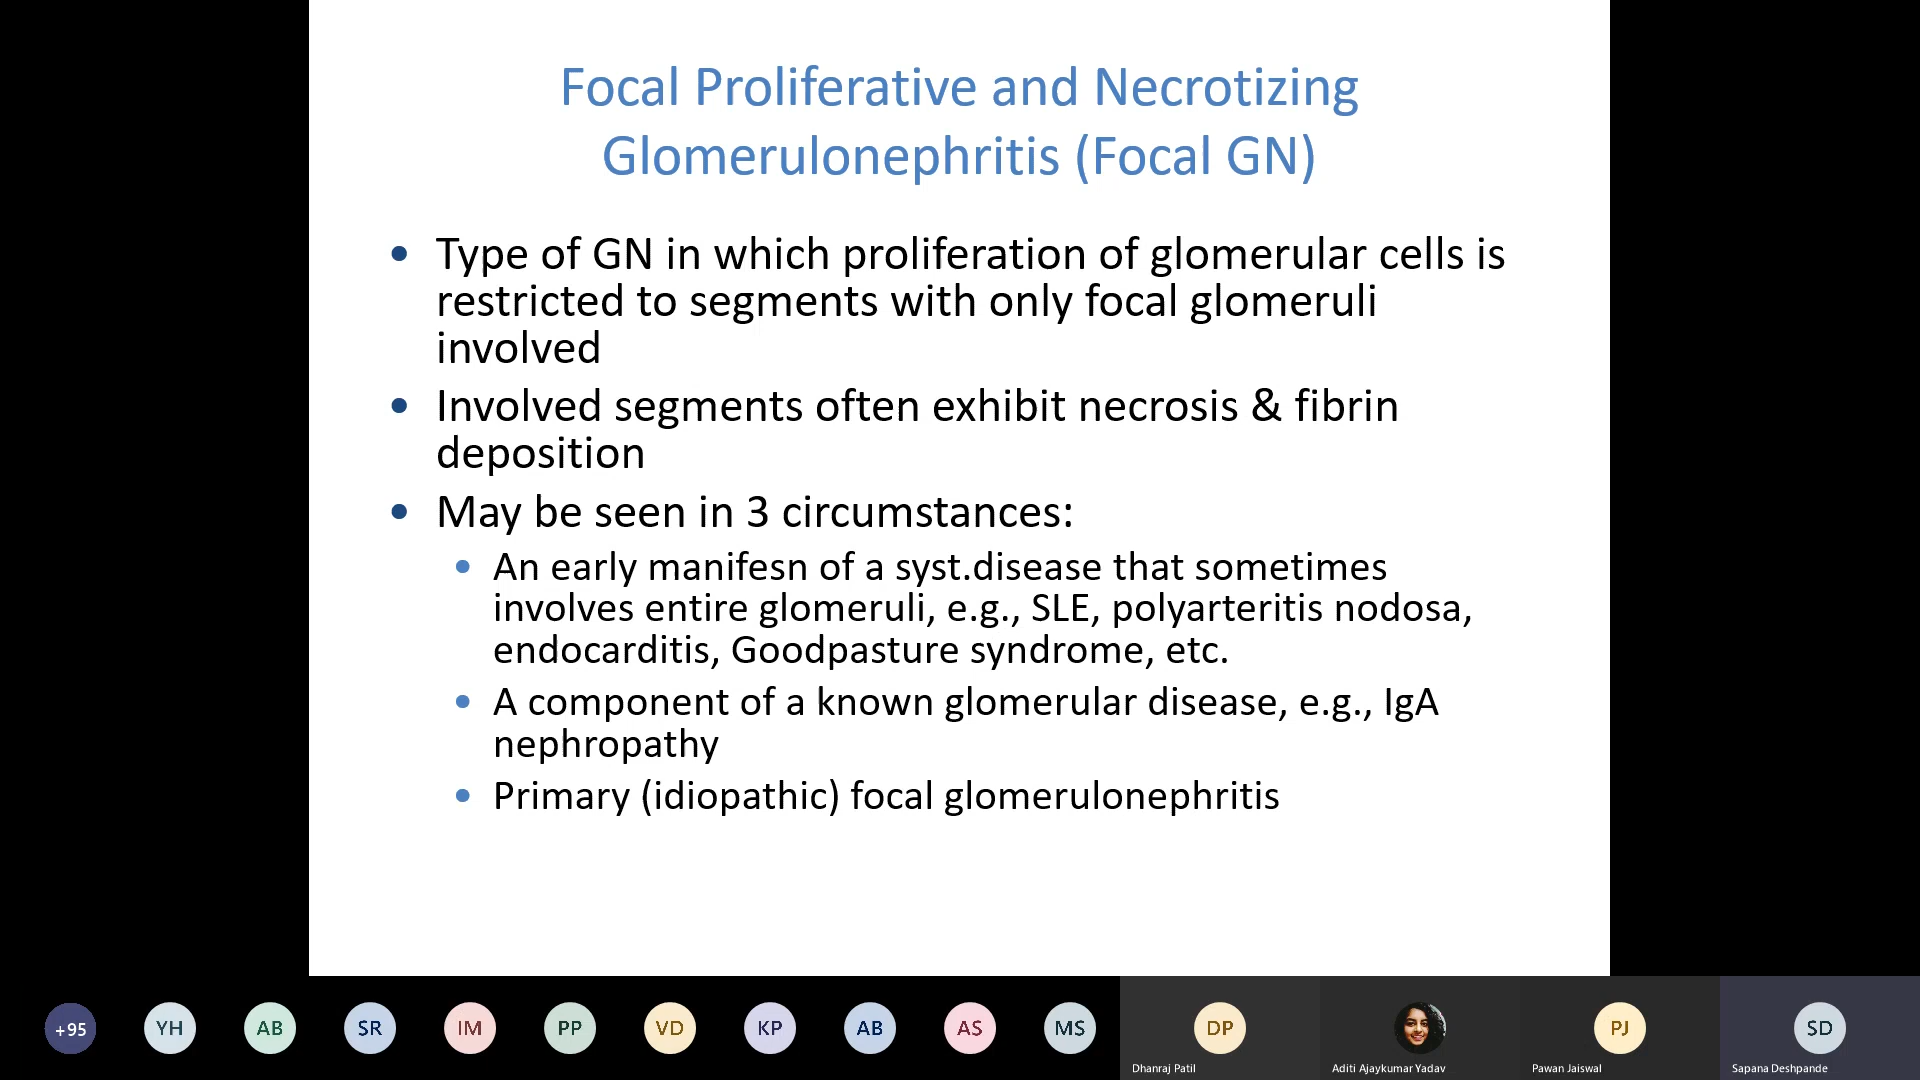 Focal Proliferative and Necrotizing
Glomerulonephritis (Focal GN)
• Type of GN in which proliferation of glomerular cells is
restricted to segments with only focal glomeruli
involved
• Involved segments often exhibit necrosis & fibrin
deposition
• May be seen in 3 circumstances:
• An early manifesn of a syst.disease that sometimes
involves entire glomeruli, e.g., SLE, polyarteritis nodosa,
endocarditis, Goodpasture syndrome, etc.
• A component of a known glomerular disease, e.g., IgA
nephropathy
• Primary (idiopathic) focal glomerulonephritis
+95 YH AB SR IM PP VD KP AB AS MS DP PJ SD
Dhanraj Patil Aditi Ajaykumar Yadav Pawan Jaiswal Sapana Deshpande